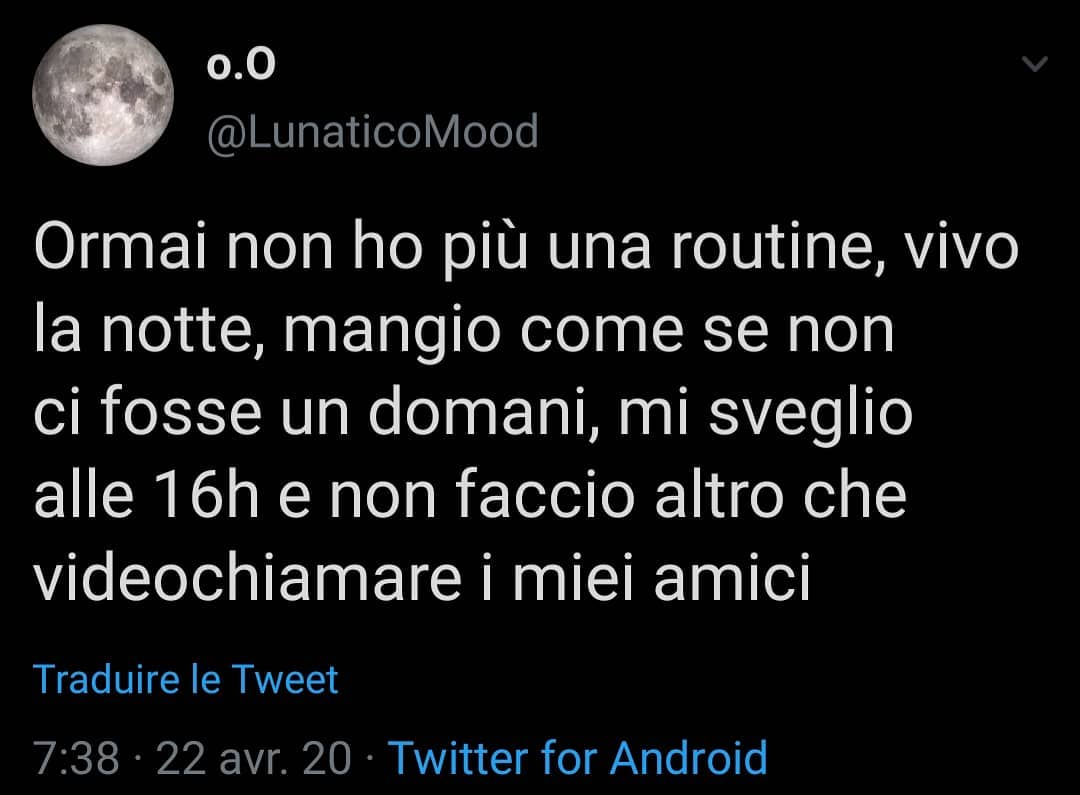 o.O
@LunaticoMood
Ormai non ho più una routine, vivo
la notte, mangio come se non
ci fosse un domani, mi sveglio
alle 16h e non faccio altro che
videochiamare i miei amici
Traduire le Tweet
7:38 · 22 avr. 20 · Twitter for Android